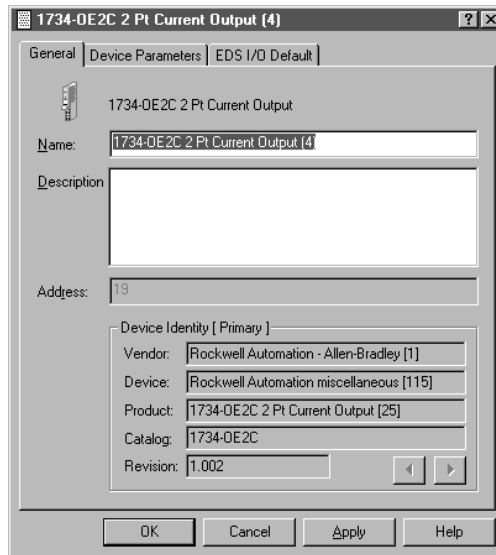 1734-OE2C 2 Pt Current Output (4)
General Device Parameters EDS I/O Default
1734-OE2C 2 Pt Current Output
Name: 1734-OE2C 2 Pt Current Output (4)
Description
Address: 19
Device Identity [ Primary ]
Vendor: Rockwell Automation - Allen-Bradley [1]
Device: Rockwell Automation miscellaneous [115]
Product: 1734-OE2C 2 Pt Current Output [25]
Catalog: 1734-OE2C
Revision: 1.002
OK Cancel Apply Help